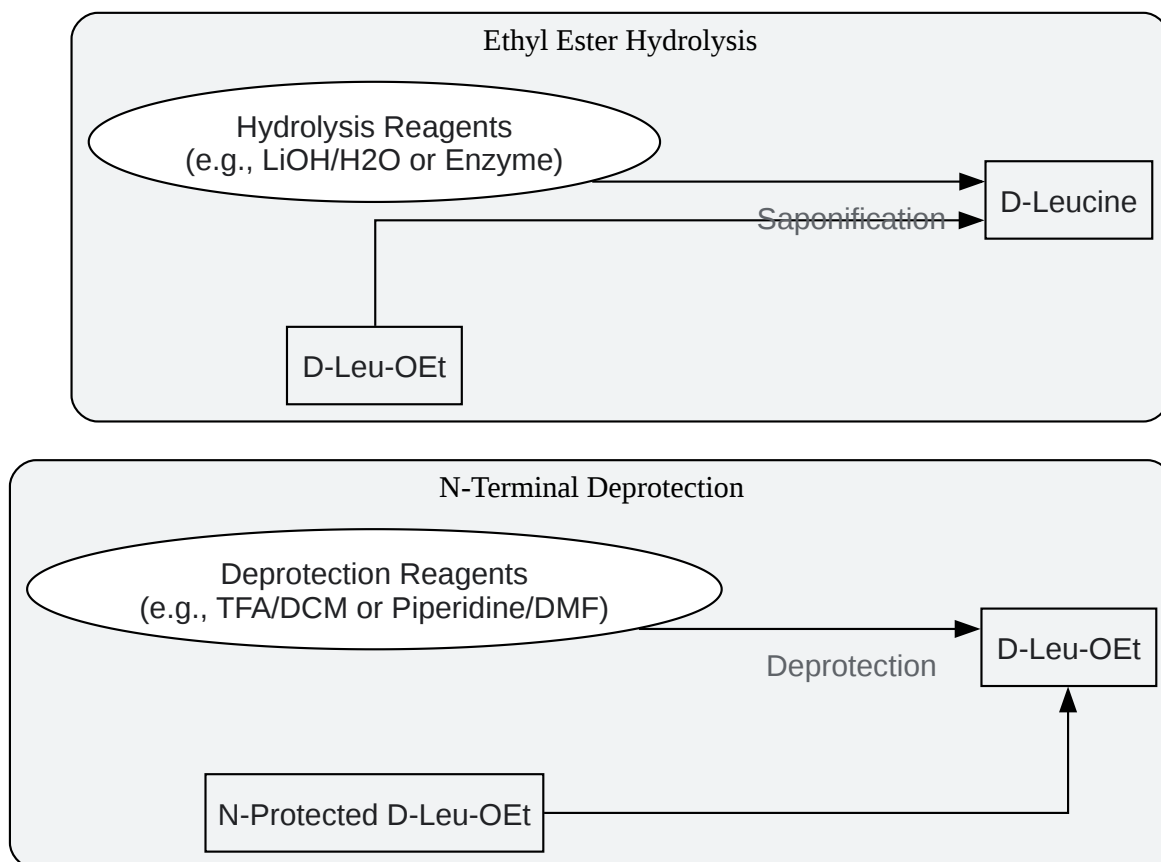 Ethyl Ester Hydrolysis
Hydrolysis Reagents
(e.g., LiOH/H2O or Enzyme)
D-Leucine
Saponification
D-Leu-OEt
N-Terminal Deprotection
Deprotection Reagents
(e.g., TFA/DCM or Piperidine/DMF)
D-Leu-OEt
Deprotection
N-Protected D-Leu-OEt